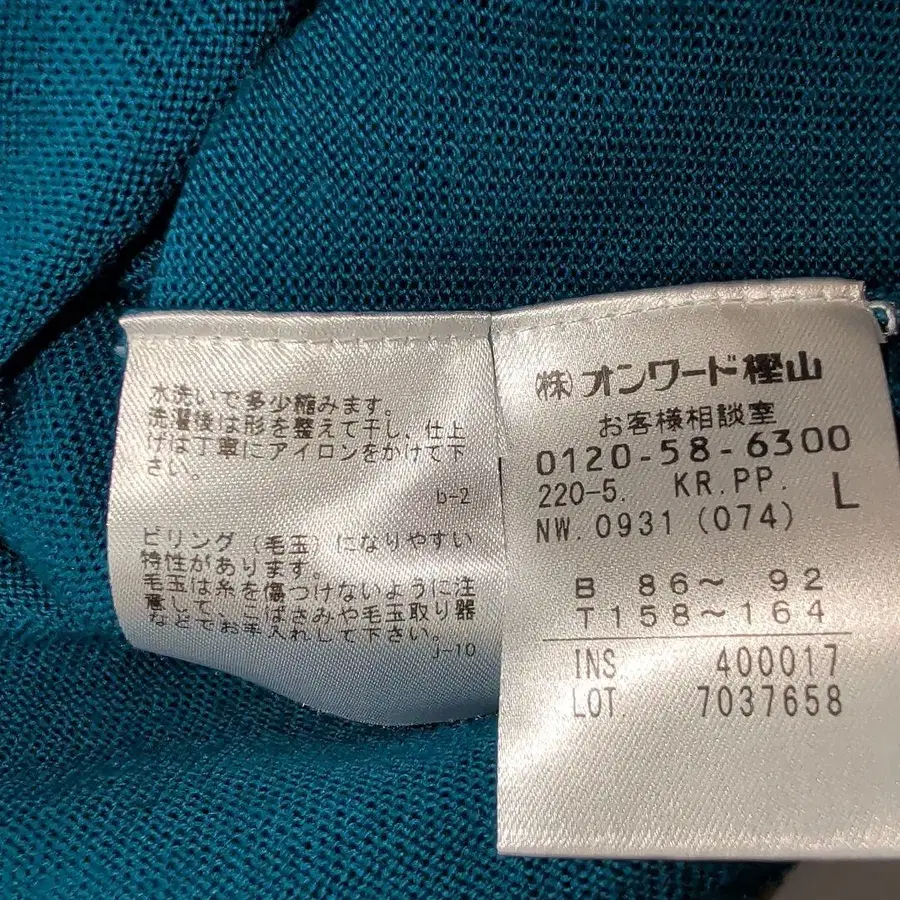 水洗いで多少縮みます。
洗濯後は形を整えて干し、仕上
げは丁寧にアイロンをかけて下
さい。
b-2
ピリング(毛玉)になりやすい
特性があります。
毛玉は糸を傷つけないように注
意して、三ばさみや毛玉取り器
などでお手入れして下さい。
J-10
(株)オンワード樫山
お客様相談室
0120-58-6300
220-5. KR.PP. L
NW.0931(074)
B 86〜 92
T158〜164
INS. 400017
LOT. 7037658